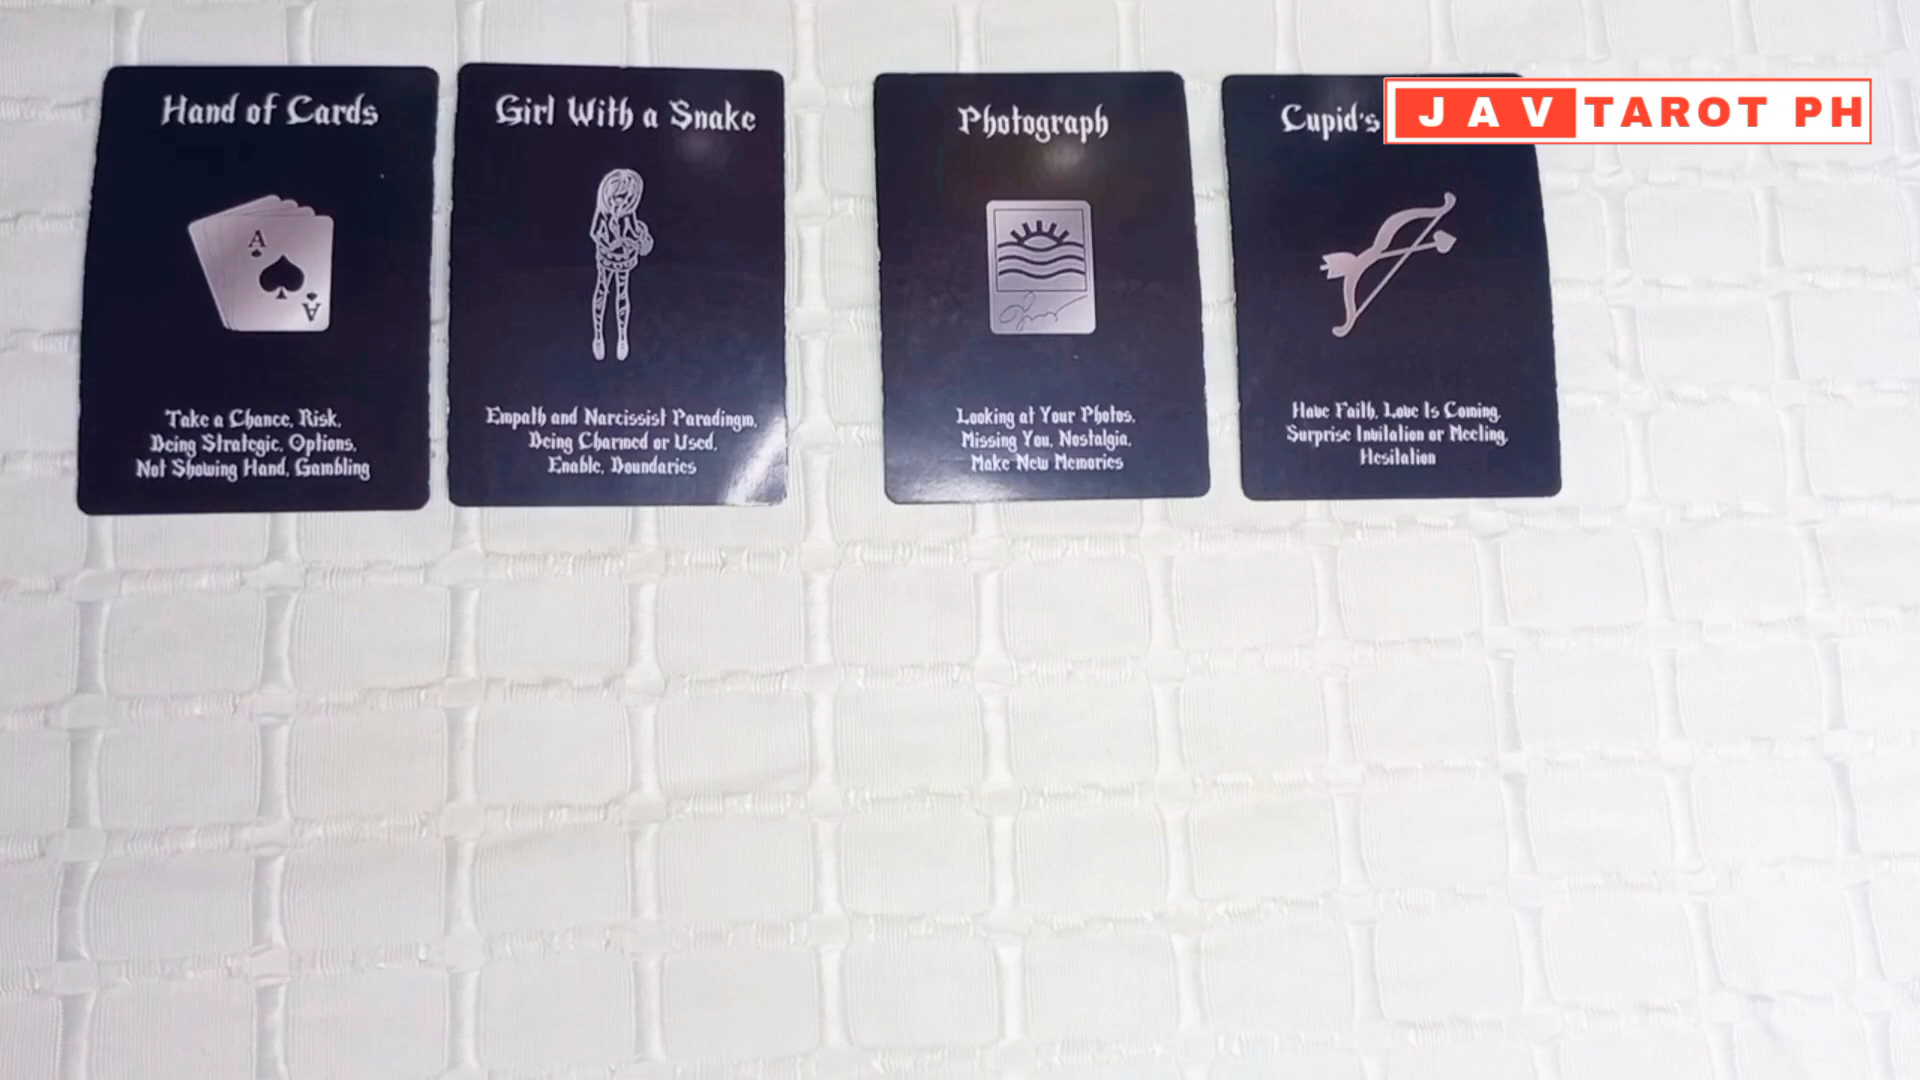 Hand of Cards
A
A
Take a Chance, Risk,
Being Strategic, Options,
Not Showing Hand, Gambling
Girl With a Snake
Empath and Narcissist Paradingm,
Being Charmed or Used,
Enable, Boundaries
Photograph
Looking at Your Photos,
Missing You, Nostalgia,
Make New Memories
Cupid's
Have Faith, Love Is Coming,
Surprise Invitation or Meeting,
Hesitation
JAV TAROT PH